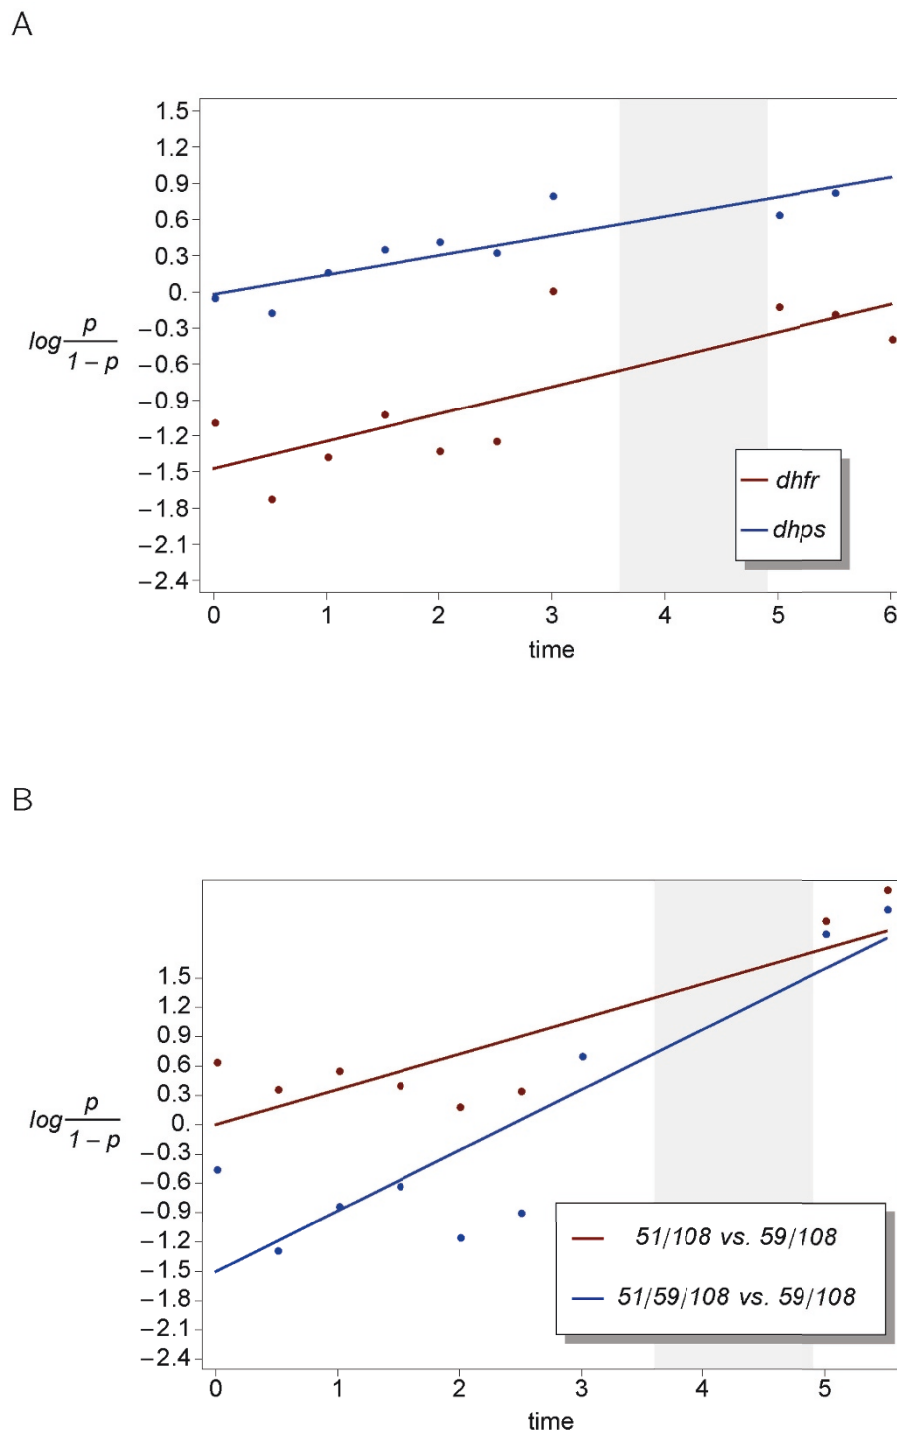 A
1.5
1.2
0.9
0.6
0.3
0.
−0.3
−0.6
−0.9
−1.2
−1.5
−1.8
−2.1
−2.4
log p
1 − p
dhfr
dhps
0 1 2 3 4 5 6
time
B
1.5
1.2
0.9
0.6
0.3
0.
−0.3
−0.6
−0.9
−1.2
−1.5
−1.8
−2.1
−2.4
log p
1 − p
51/108 vs. 59/108
51/59/108 vs. 59/108
0 1 2 3 4 5
time